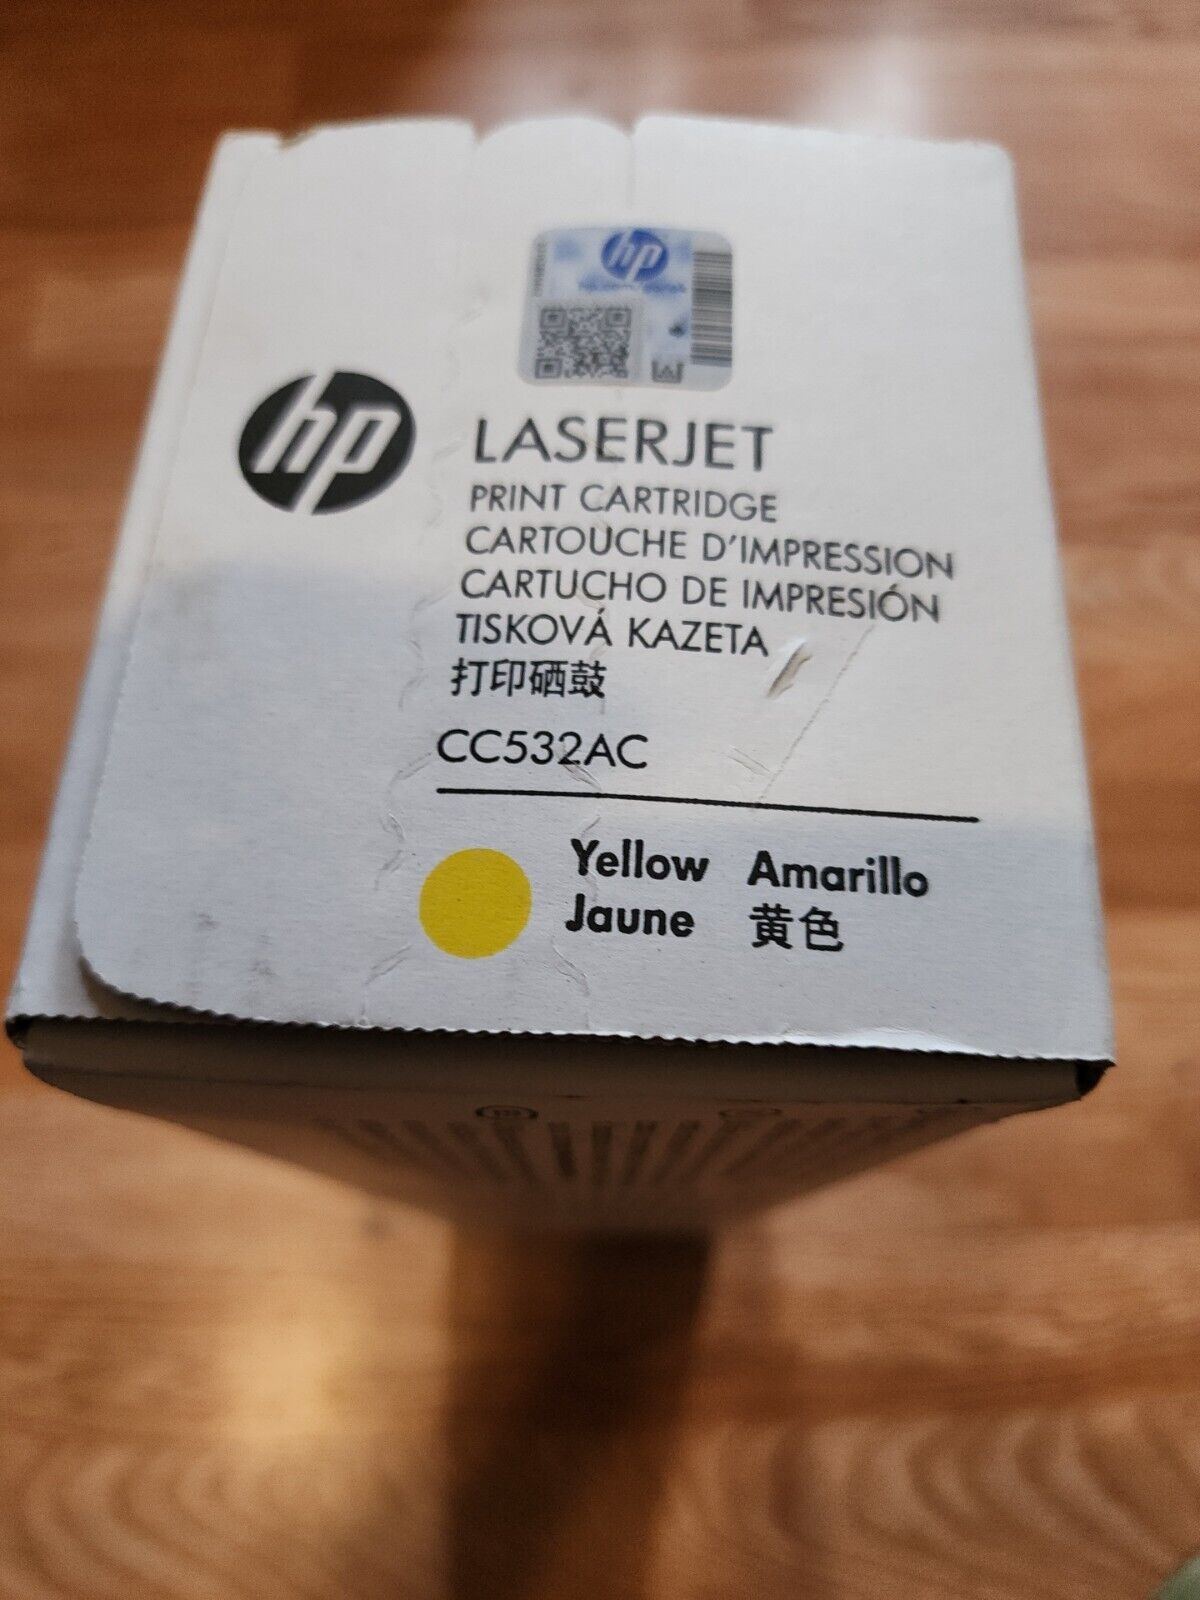 hp
hp
LASERJET
PRINT CARTRIDGE
CARTOUCHE D'IMPRESSION
CARTUCHO DE IMPRESIÓN
TISKOVÁ KAZETA
打印硒鼓
CC532AC
Yellow Amarillo
Jaune 黄色